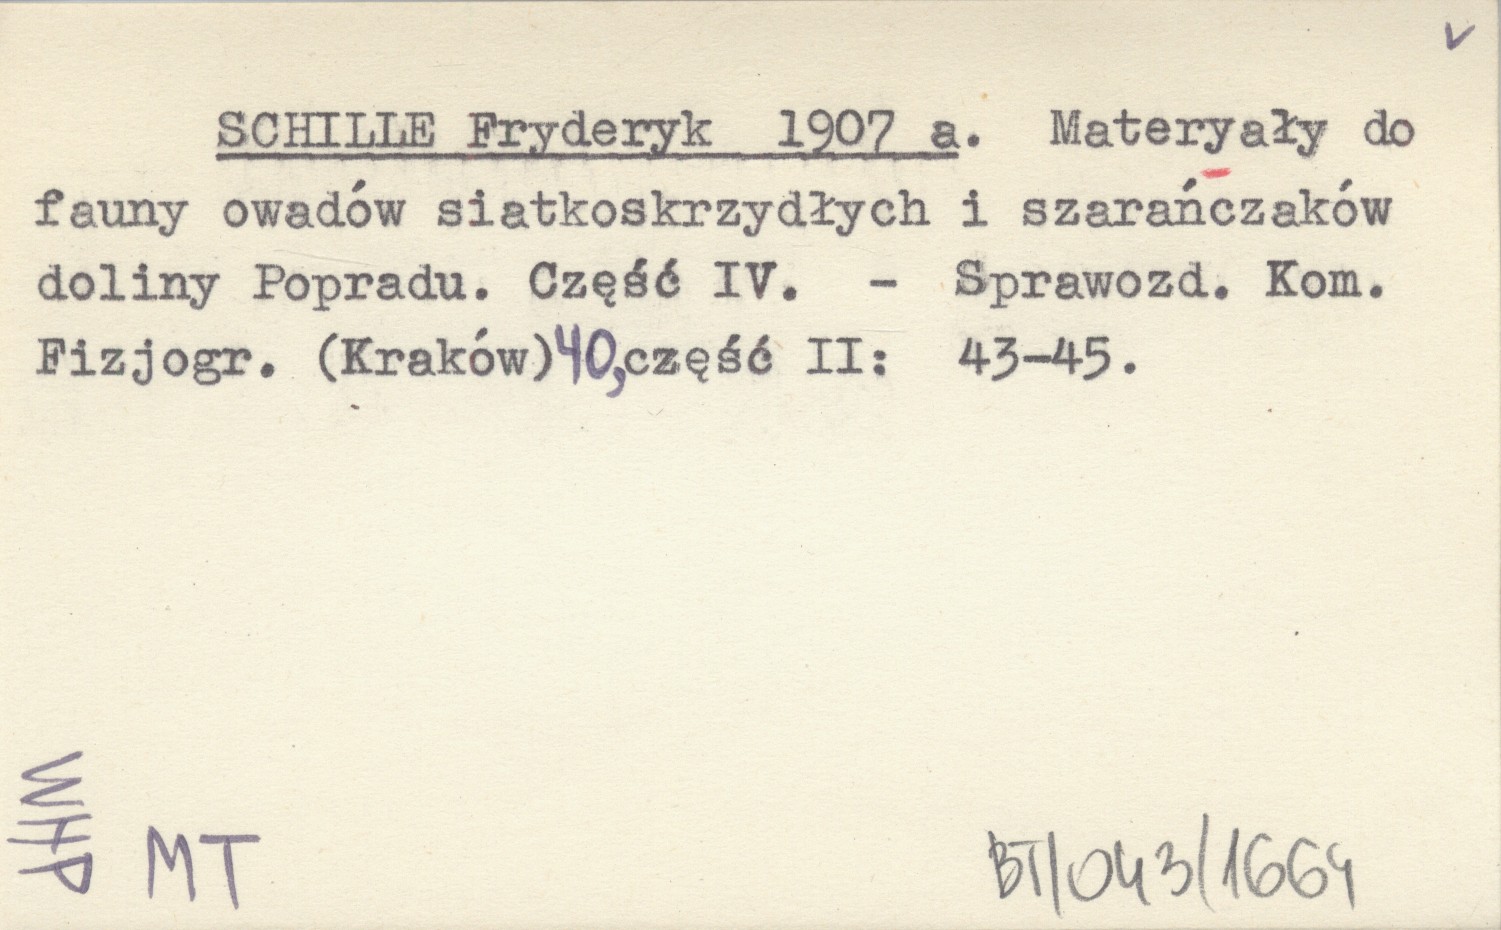 SCHILLE Fryderyk 1907 a. Materyały do
fauny owadów siatkoskrzydłych i szarańczaków
doliny Popradu. Część IV. - Sprawozd. Kom.
Fizjogr. (Kraków) 40, część II: 43-45.
WHP
MT
BT/043/1664